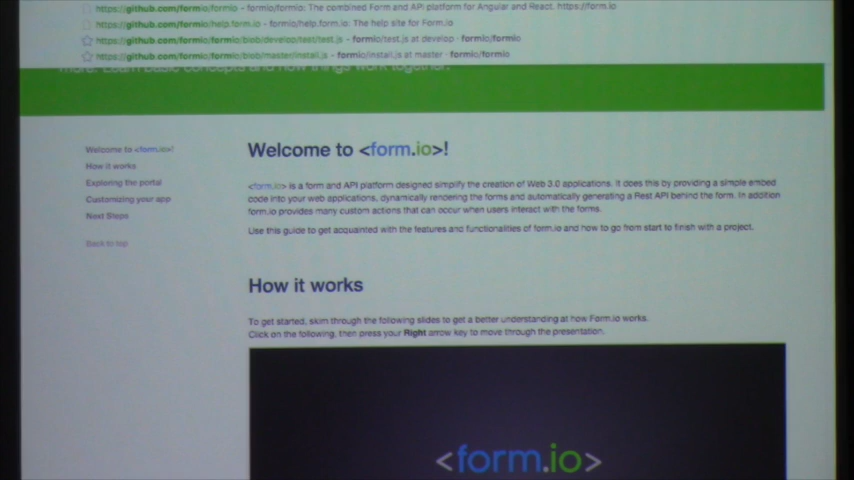 https://github.com/formio/formio - formio/formio: The combined Form and API platform for Angular and React. https://form.io
https://github.com/formio/help.form.io - formio/help.form.io: The help site for Form.io
https://github.com/formio/formio/blob/develop/test/test.js - formio/test.js at develop · formio/formio
https://github.com/formio/formio/blob/master/install.js - formio/install.js at master · formio/formio
more. Learn basic concepts and how things work together.
Welcome to <form.io>!
How it works
Exploring the portal
Customizing your app
Next Steps
Back to top
Welcome to <form.io>!
<form.io> is a form and API platform designed simplify the creation of Web 3.0 applications. It does this by providing a simple embed
code into your web applications, dynamically rendering the forms and automatically generating a Rest API behind the form. In addition
form.io provides many custom actions that can occur when users interact with the forms.
Use this guide to get acquainted with the features and functionalities of form.io and how to go from start to finish with a project.
How it works
To get started, skim through the following slides to get a better understanding at how Form.io works.
Click on the following, then press your Right arrow key to move through the presentation.
<form.io>